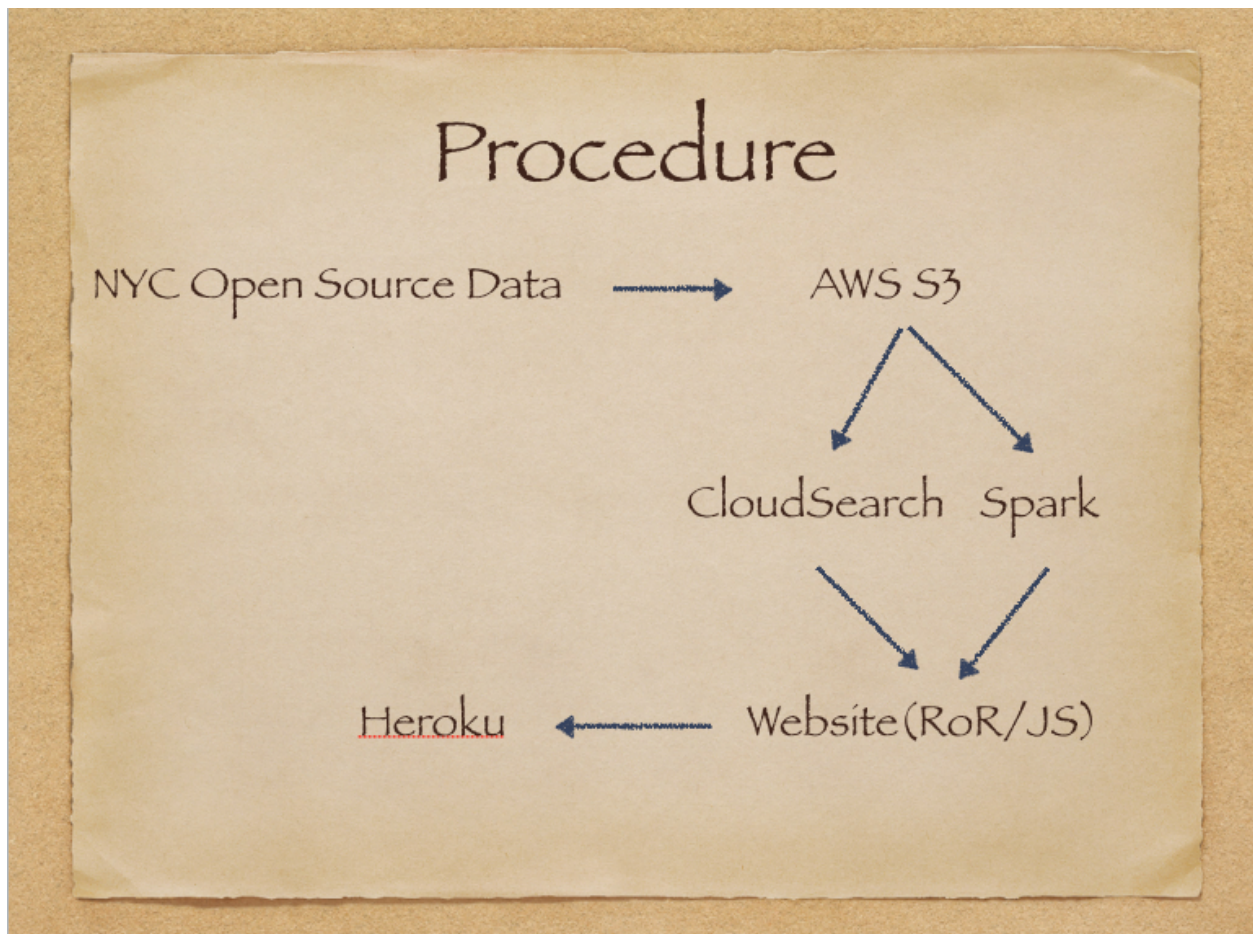 Procedure
NYC Open Source Data
AWS S3
CloudSearch
Spark
Website(RoR/JS)
Heroku